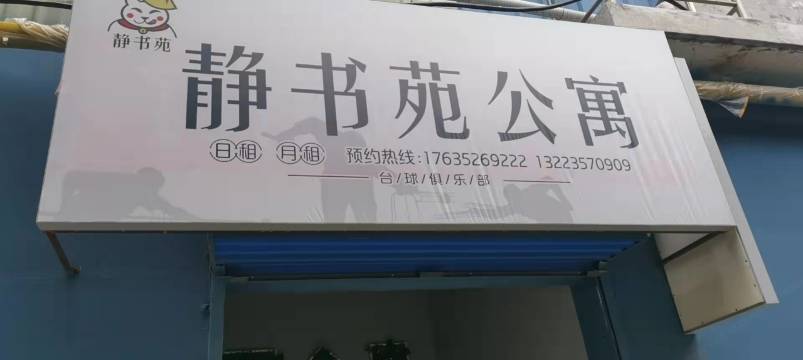 静书苑
静书苑公寓
日租 月租 预约热线:17635269222 13223570909
台/球/俱/乐/部